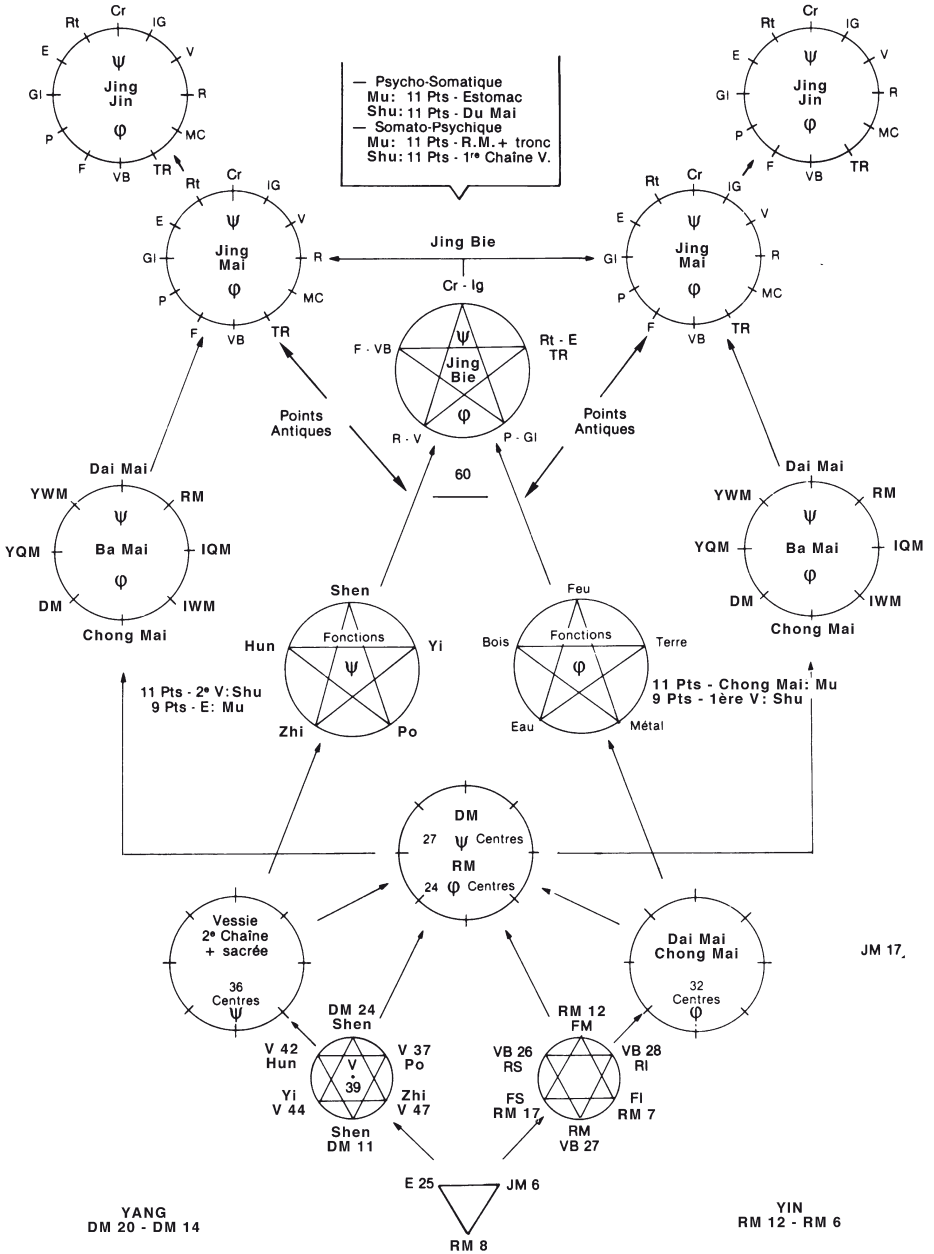 Cr
Rt
IG
E
V
ψ
Jing
Jin
GI
R
φ
P
MC
F
VB
TR
— Psycho-Somatique
Mu: 11 Pts - Estomac
Shu: 11 Pts - Du Mai
— Somato-Psychique
Mu: 11 Pts - R.M. + tronc
Shu: 11 Pts - 1re Chaîne V.
Cr
Rt
IG
E
V
ψ
Jing
Jin
GI
R
φ
P
MC
F
VB
TR
Cr
Rt
IG
E
V
ψ
Jing
Mai
GI
R
φ
P
MC
F
VB
TR
Jing Bie
Cr
Rt
IG
E
V
ψ
Jing
Mai
GI
R
φ
P
MC
F
VB
TR
Cr - Ig
F - VB
ψ
Rt - E
TR
Jing
Bie
φ
R - V
P - GI
Points
Antiques
Points
Antiques
60
Dai Mai
YWM
RM
ψ
YQM
Ba Mai
IQM
φ
DM
IWM
Chong Mai
Dai Mai
YWM
RM
ψ
YQM
Ba Mai
IQM
φ
DM
IWM
Chong Mai
Shen
Fonctions
Hun
Yi
ψ
Zhi
Po
Feu
Fonctions
Bois
Terre
φ
Eau
Métal
11 Pts - 2e V: Shu
9 Pts - E: Mu
11 Pts - Chong Mai: Mu
9 Pts - 1ère V: Shu
DM
27 ψ Centres
RM
24 φ Centres
Vessie
2e Chaîne
+ sacrée
36
Centres
ψ
Dai Mai
Chong Mai
32
Centres
φ
JM 17
DM 24
Shen
V 42
Hun
V 37
Po
V
39
Yi
V 44
Zhi
V 47
Shen
DM 11
RM 12
FM
VB 26
RS
VB 28
RI
FS
RM 17
FI
RM 7
RM
VB 27
E 25
JM 6
RM 8
YANG
DM 20 - DM 14
YIN
RM 12 - RM 6